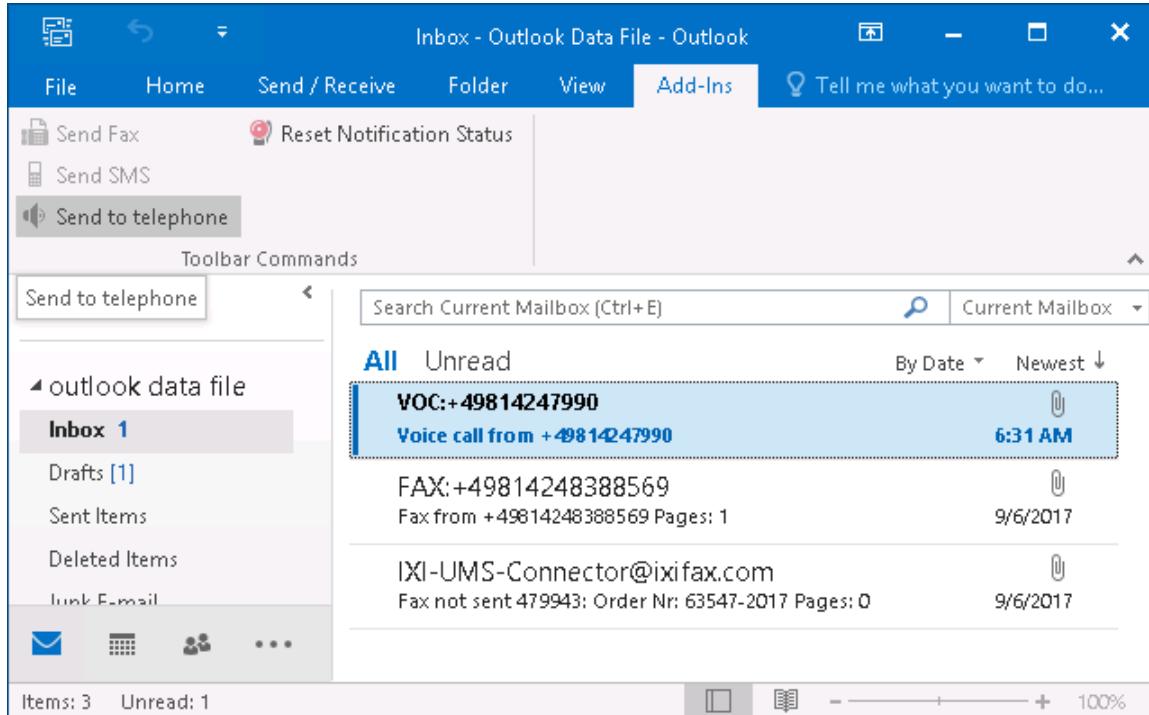 Inbox - Outlook Data File - Outlook
File Home Send / Receive Folder View Add-Ins Tell me what you want to do...
Send Fax Reset Notification Status
Send SMS
Send to telephone
Toolbar Commands
Send to telephone
Search Current Mailbox (Ctrl+E) Current Mailbox
All Unread By Date Newest
outlook data file
VOC:+49814247990
Inbox 1
Voice call from +49814247990 6:31 AM
Drafts [1]
FAX:+49814248388569
Sent Items
Fax from +49814248388569 Pages: 1 9/6/2017
Deleted Items
IXI-UMS-Connector@ixifax.com
Junk E-mail
Fax not sent 479943: Order Nr: 63547-2017 Pages: 0 9/6/2017
Items: 3 Unread: 1 100%